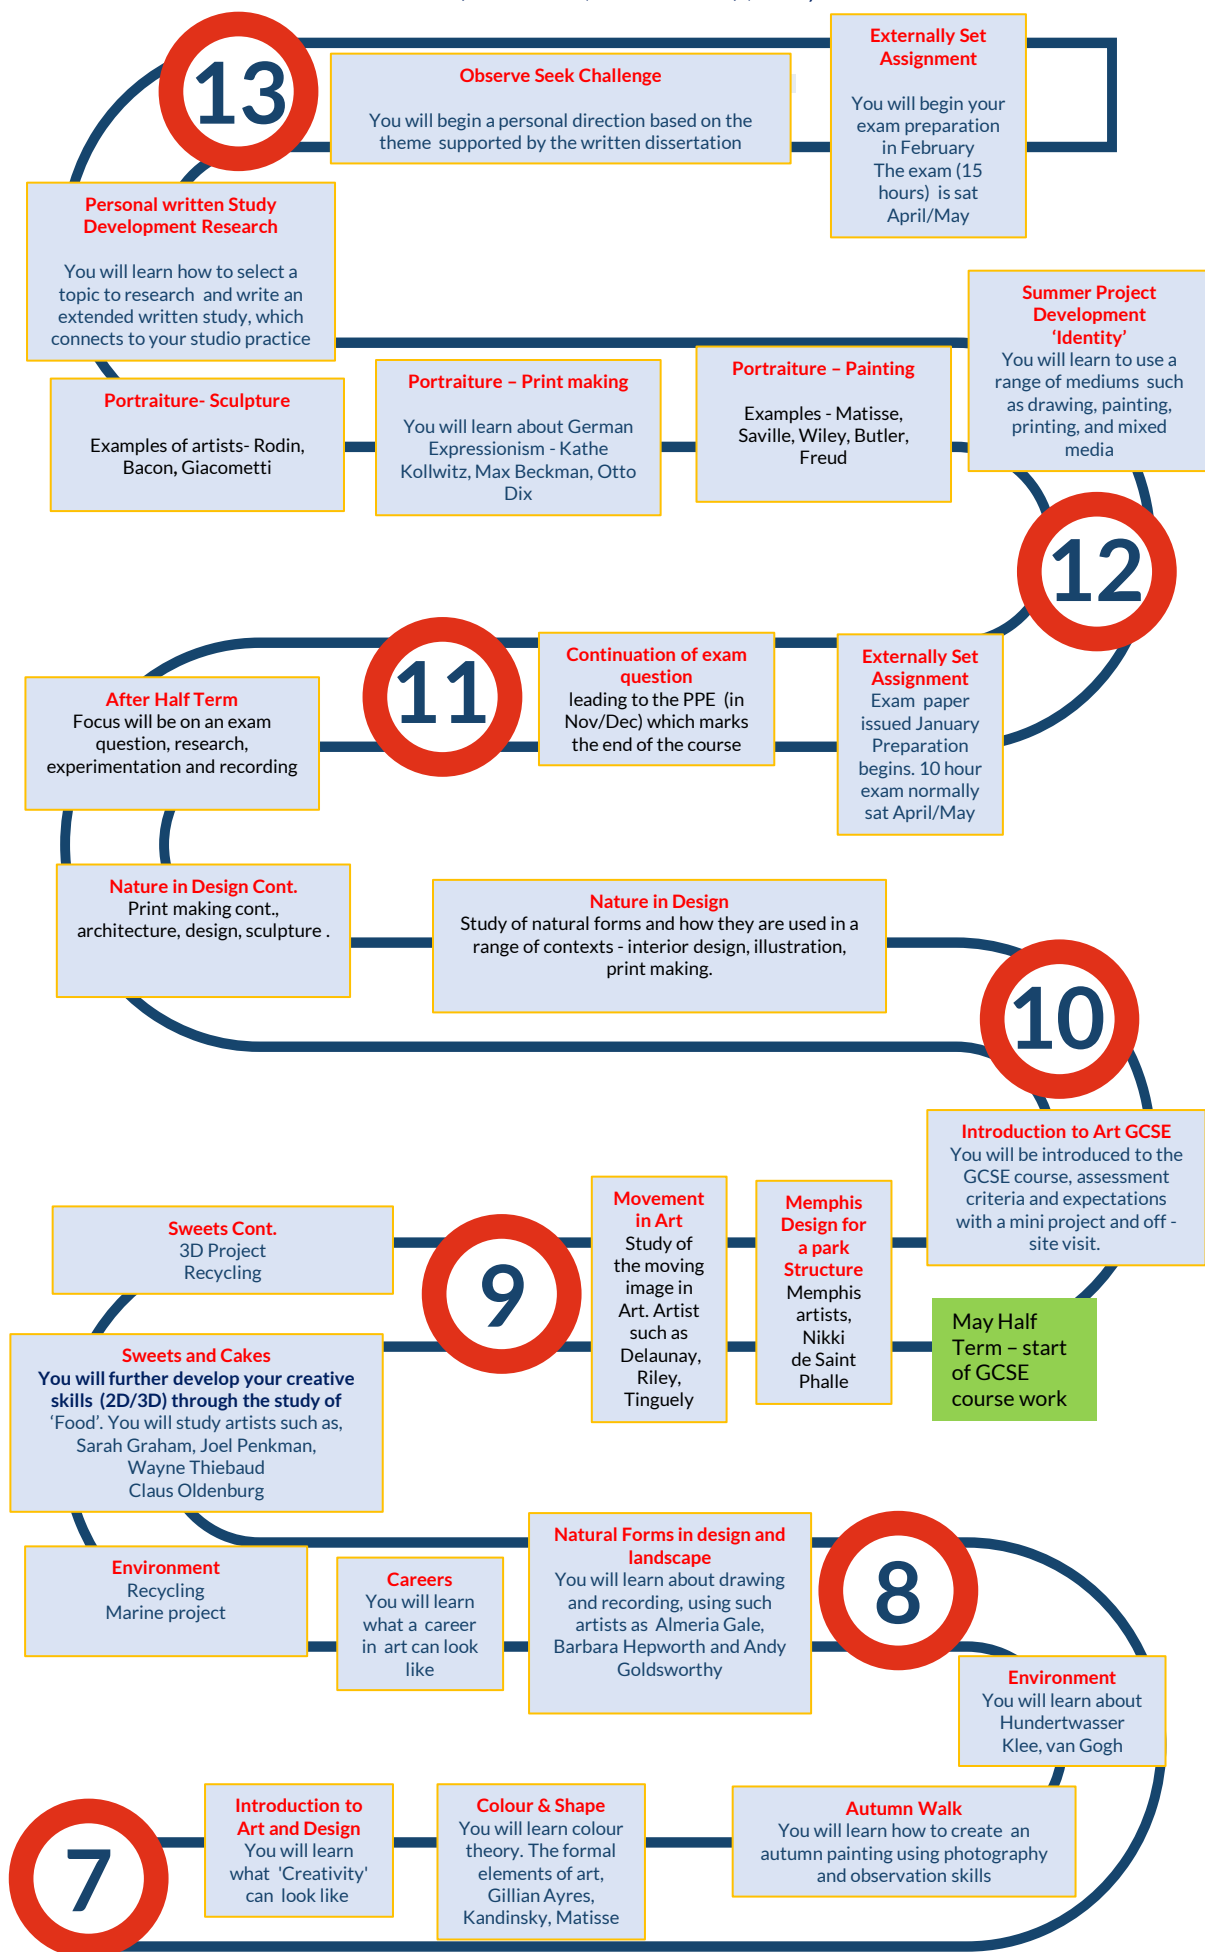 13
Observe Seek Challenge
You will begin a personal direction based on the
theme supported by the written dissertation
Externally Set
Assignment
You will begin your
exam preparation
in February
The exam (15
hours) is sat
April/May
Personal written Study
Development Research
You will learn how to select a
topic to research and write an
extended written study, which
connects to your studio practice
Summer Project
Development
‘Identity’
You will learn to use a
range of mediums such
as drawing, painting,
printing, and mixed
media
Portraiture- Sculpture
Examples of artists- Rodin,
Bacon, Giacometti
Portraiture – Print making
You will learn about German
Expressionism - Kathe
Kollwitz, Max Beckman, Otto
Dix
Portraiture – Painting
Examples - Matisse,
Saville, Wiley, Butler,
Freud
12
11
Continuation of exam
question
leading to the PPE (in
Nov/Dec) which marks
the end of the course
Externally Set
Assignment
Exam paper
issued January
Preparation
begins. 10 hour
exam normally
sat April/May
After Half Term
Focus will be on an exam
question, research,
experimentation and recording
Nature in Design Cont.
Print making cont.,
architecture, design, sculpture .
Nature in Design
Study of natural forms and how they are used in a
range of contexts - interior design, illustration,
print making.
10
Introduction to Art GCSE
You will be introduced to the
GCSE course, assessment
criteria and expectations
with a mini project and off -
site visit.
Sweets Cont.
3D Project
Recycling
9
Movement
in Art
Study of
the moving
image in
Art. Artist
such as
Delaunay,
Riley,
Tinguely
Memphis
Design for
a park
Structure
Memphis
artists,
Nikki
de Saint
Phalle
May Half
Term – start
of GCSE
course work
Sweets and Cakes
You will further develop your creative
skills (2D/3D) through the study of
‘Food’. You will study artists such as,
Sarah Graham, Joel Penkman,
Wayne Thiebaud
Claus Oldenburg
Environment
Recycling
Marine project
Careers
You will learn
what a career
in art can look
like
Natural Forms in design and
landscape
You will learn about drawing
and recording, using such
artists as Almeria Gale,
Barbara Hepworth and Andy
Goldsworthy
8
Environment
You will learn about
Hundertwasser
Klee, van Gogh
7
Introduction to
Art and Design
You will learn
what 'Creativity'
can look like
Colour & Shape
You will learn colour
theory. The formal
elements of art,
Gillian Ayres,
Kandinsky, Matisse
Autumn Walk
You will learn how to create an
autumn painting using photography
and observation skills